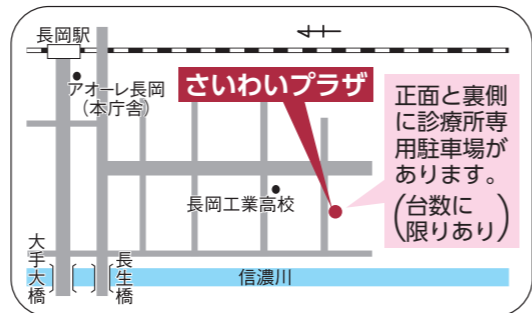 長岡駅
アオーレ長岡
（本庁舎）
さいわいプラザ
正面と裏側
に診療所専
用駐車場が
あります。
（台数に
限りあり）
長岡工業高校
大手大橋
長生橋
信濃川